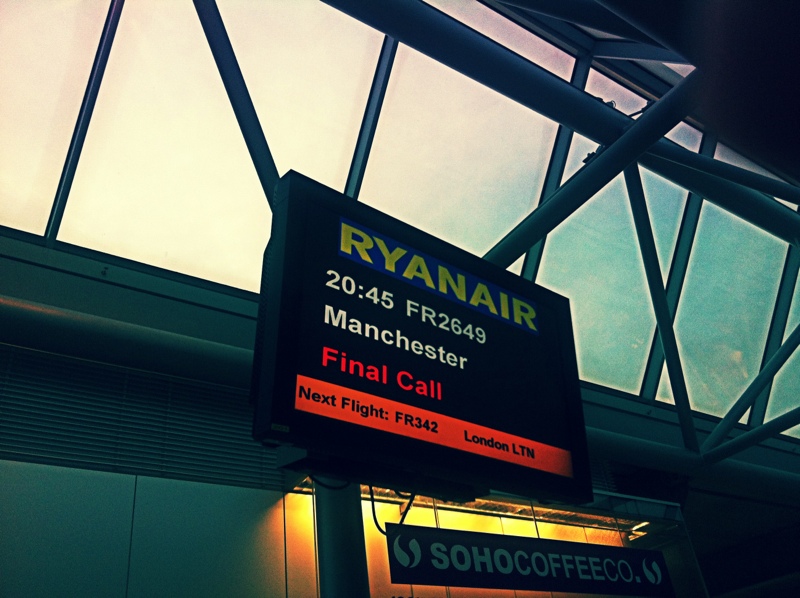 RYANAIR
20:45 FR2649
Manchester
Final Call
Next Flight: FR342 London LTN
SOHOCOFFEECO.